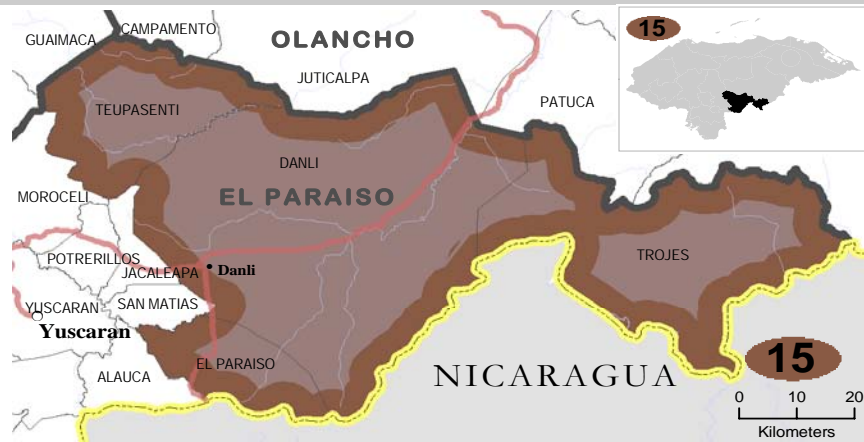 CAMPAMENTO
GUAIMACA
OLANCHO
JUTICALPA
15
PATUCA
TEUPASENTI
DANLI
EL PARAISO
MOROCELI
TROJES
POTRERILLOS
JACALEAPA
Danli
YUSCARAN
SAN MATIAS
Yuscaran
EL PARAISO
ALAUCA
NICARAGUA
15
0 10 20
Kilometers